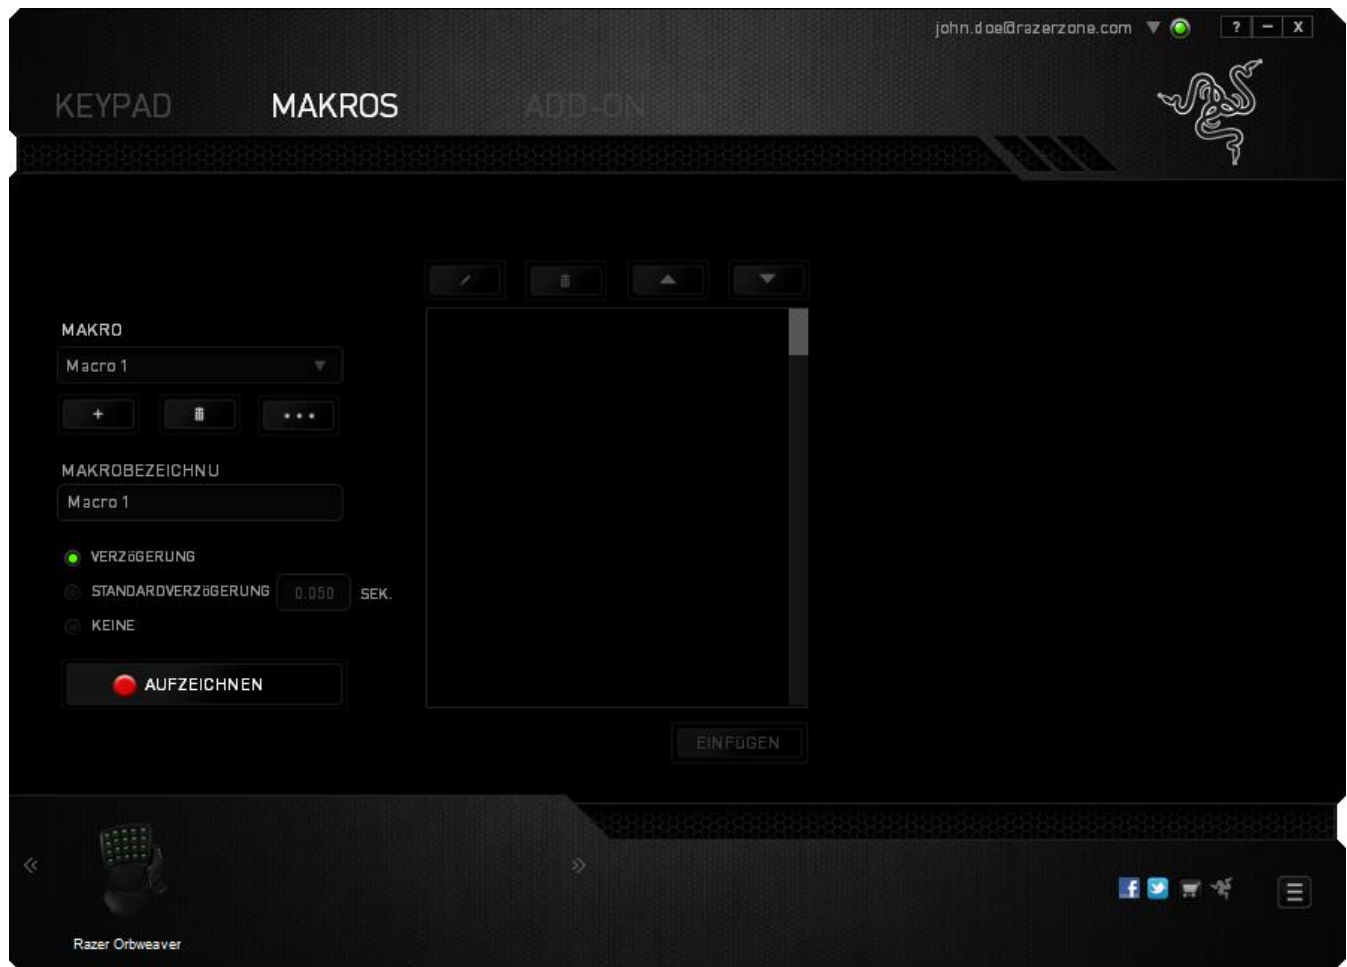 john.doe@razerzone.com
? – X
KEYPAD MAKROS ADD-ON
MAKRO
Macro 1
+
MAKROBEZEICHNU
Macro 1
VERZöGERUNG
STANDARDVERZöGERUNG 0.050 SEK.
KEINE
AUFZEICHNEN
EINFüGEN
Razer Orbweaver